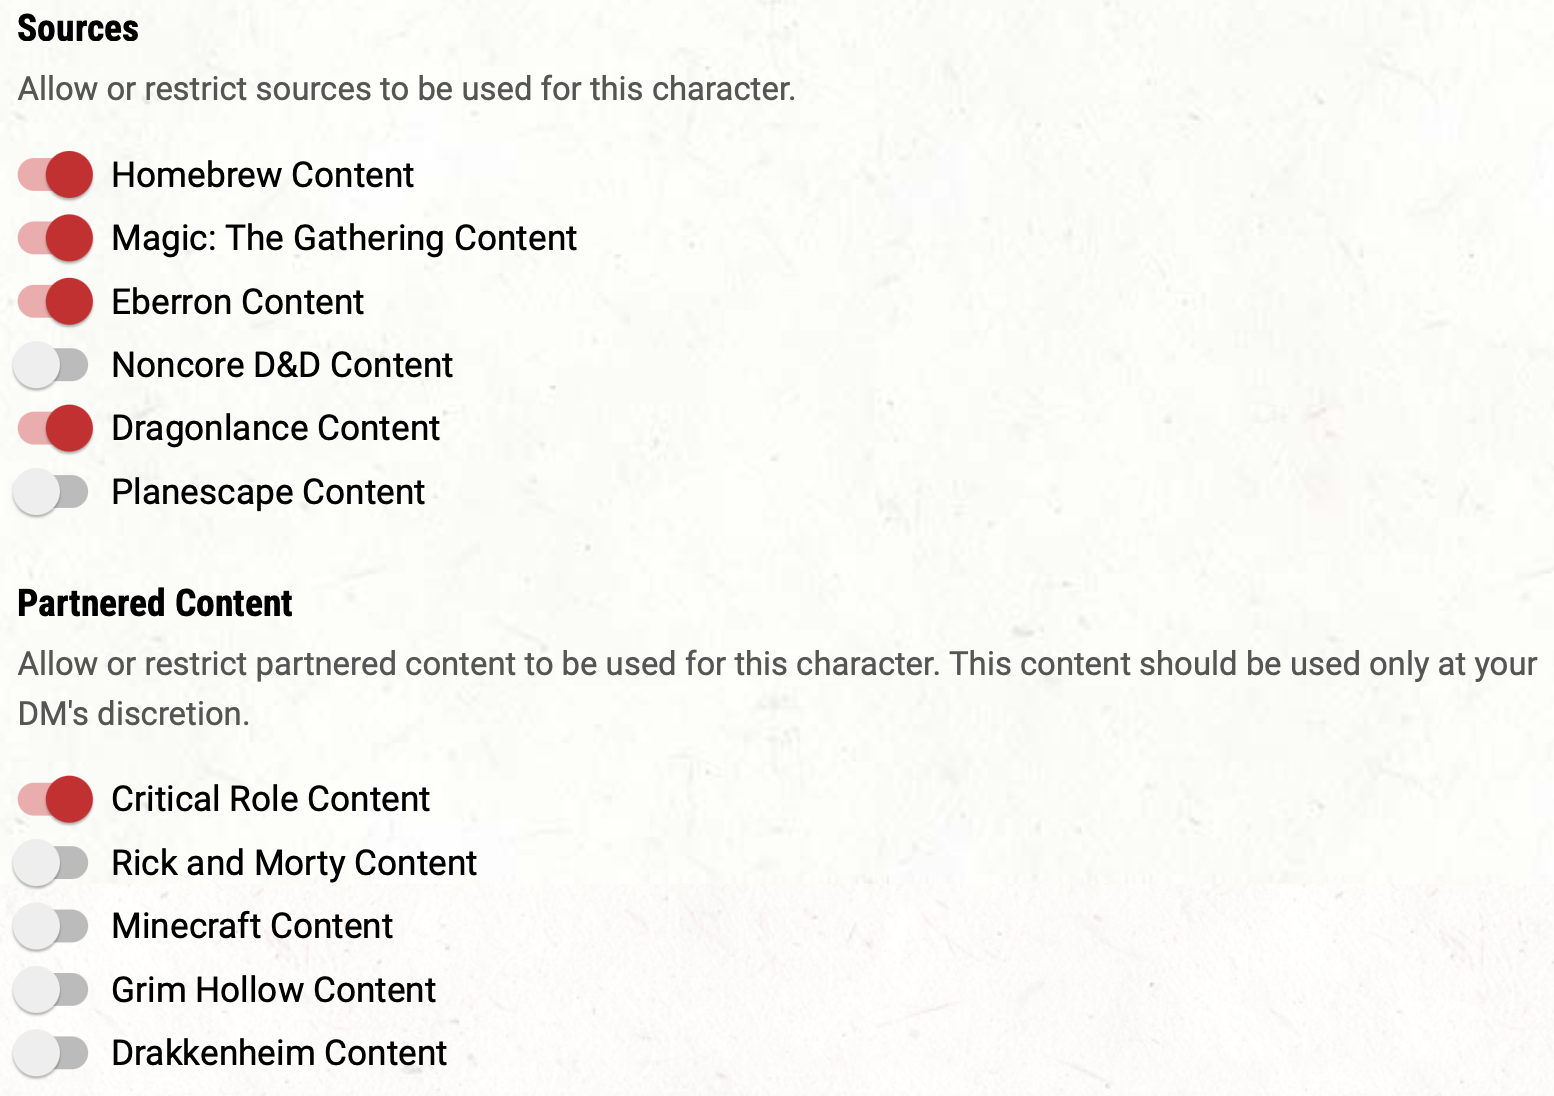 Sources
Allow or restrict sources to be used for this character.
Homebrew Content
Magic: The Gathering Content
Eberron Content
Noncore D&D Content
Dragonlance Content
Planescape Content
Partnered Content
Allow or restrict partnered content to be used for this character. This content should be used only at your
DM's discretion.
Critical Role Content
Rick and Morty Content
Minecraft Content
Grim Hollow Content
Drakkenheim Content